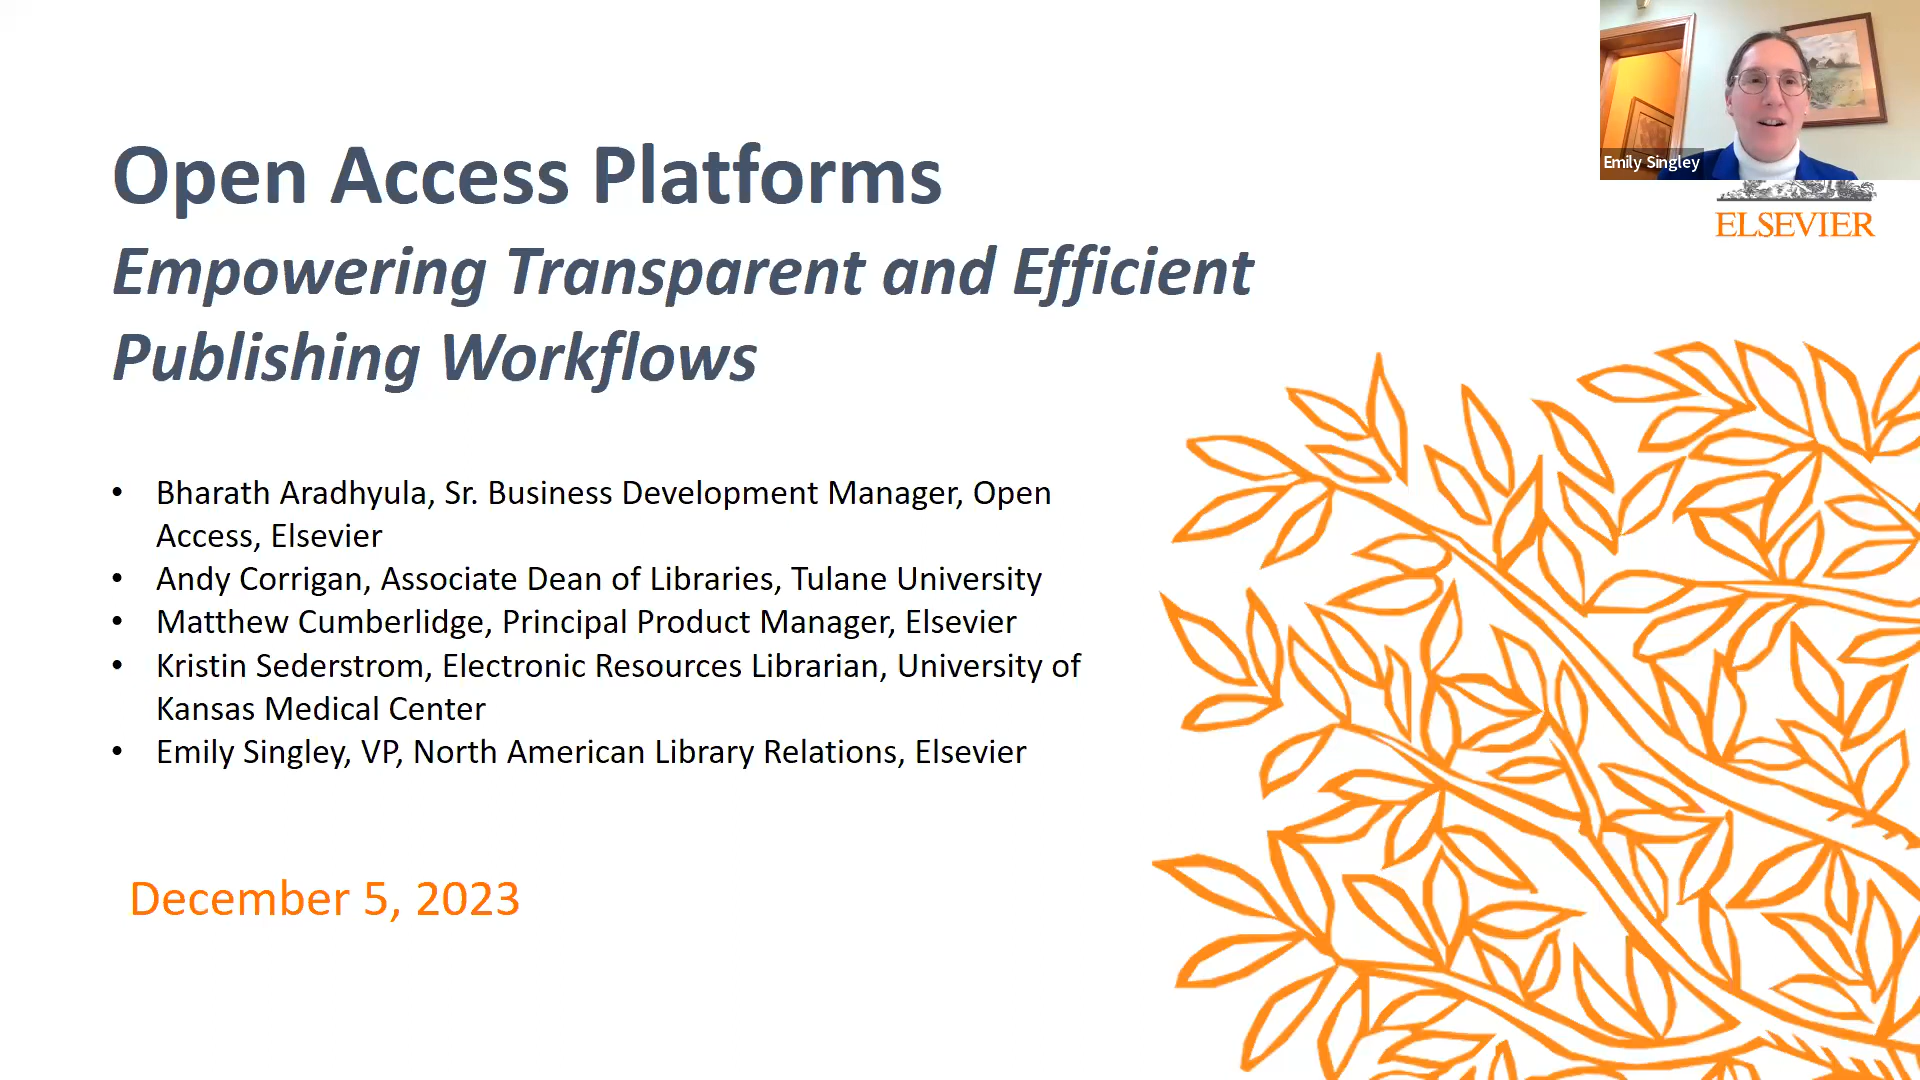 Open Access Platforms
Empowering Transparent and Efficient
Publishing Workflows
Emily Singley
ELSEVIER
• Bharath Aradhyula, Sr. Business Development Manager, Open
Access, Elsevier
• Andy Corrigan, Associate Dean of Libraries, Tulane University
• Matthew Cumberlidge, Principal Product Manager, Elsevier
• Kristin Sederstrom, Electronic Resources Librarian, University of
Kansas Medical Center
• Emily Singley, VP, North American Library Relations, Elsevier
December 5, 2023